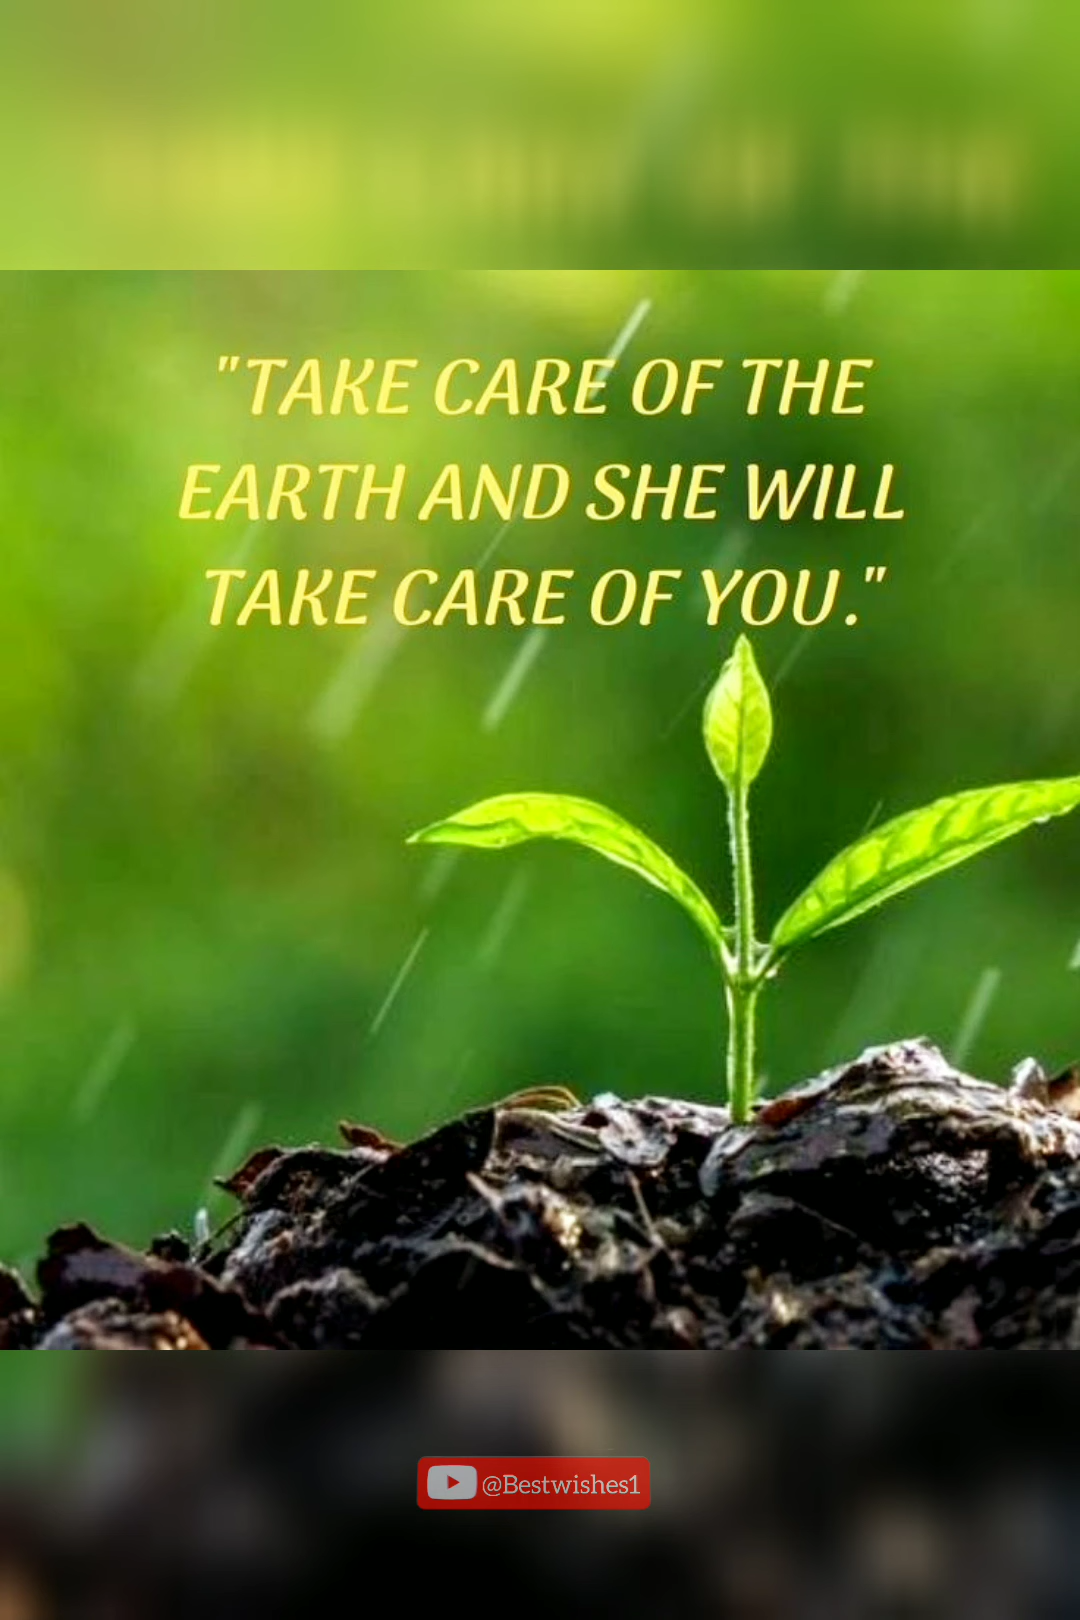 "TAKE CARE OF THE
EARTH AND SHE WILL
TAKE CARE OF YOU."
@Bestwishes1